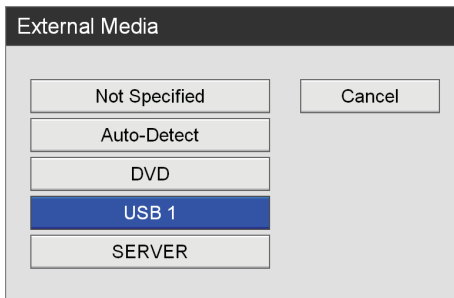 External Media
Not Specified
Cancel
Auto-Detect
DVD
USB 1
SERVER